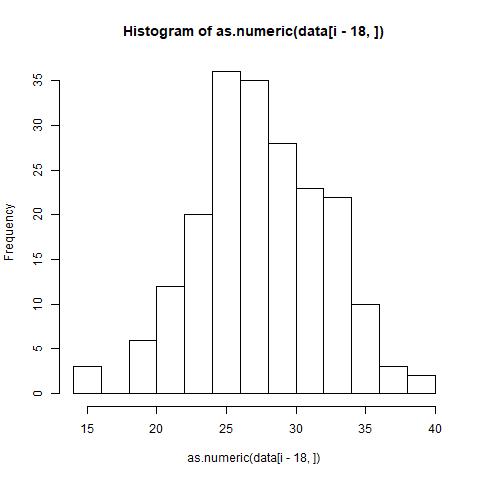 Histogram of as.numeric(data[i - 18, ])
Frequency
35
30
25
20
15
10
5
0
15 20 25 30 35 40
as.numeric(data[i - 18, ])